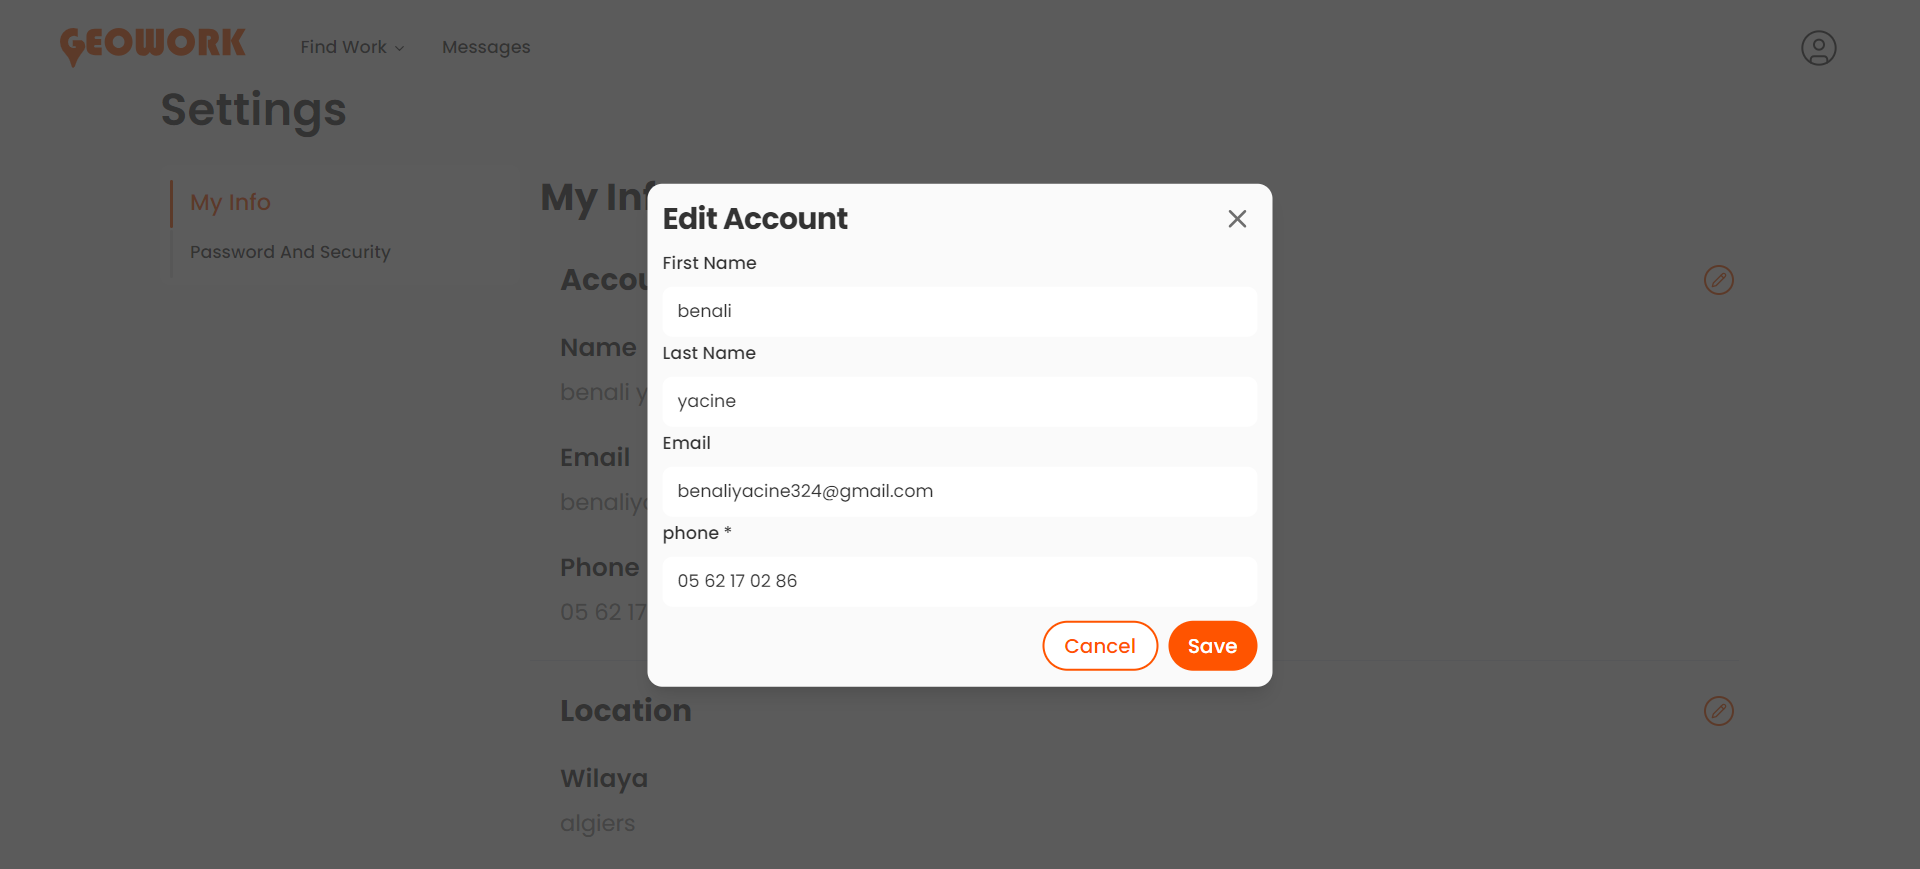 GEOWORK
Find Work
Messages
Settings
My Info
Password And Security
My Inf
Accou
Name
benali y
Email
benaliya
Phone
05 62 17
Edit Account
First Name
benali
Last Name
yacine
Email
benaliyacine324@gmail.com
phone *
05 62 17 02 86
Cancel
Save
Location
Wilaya
algiers